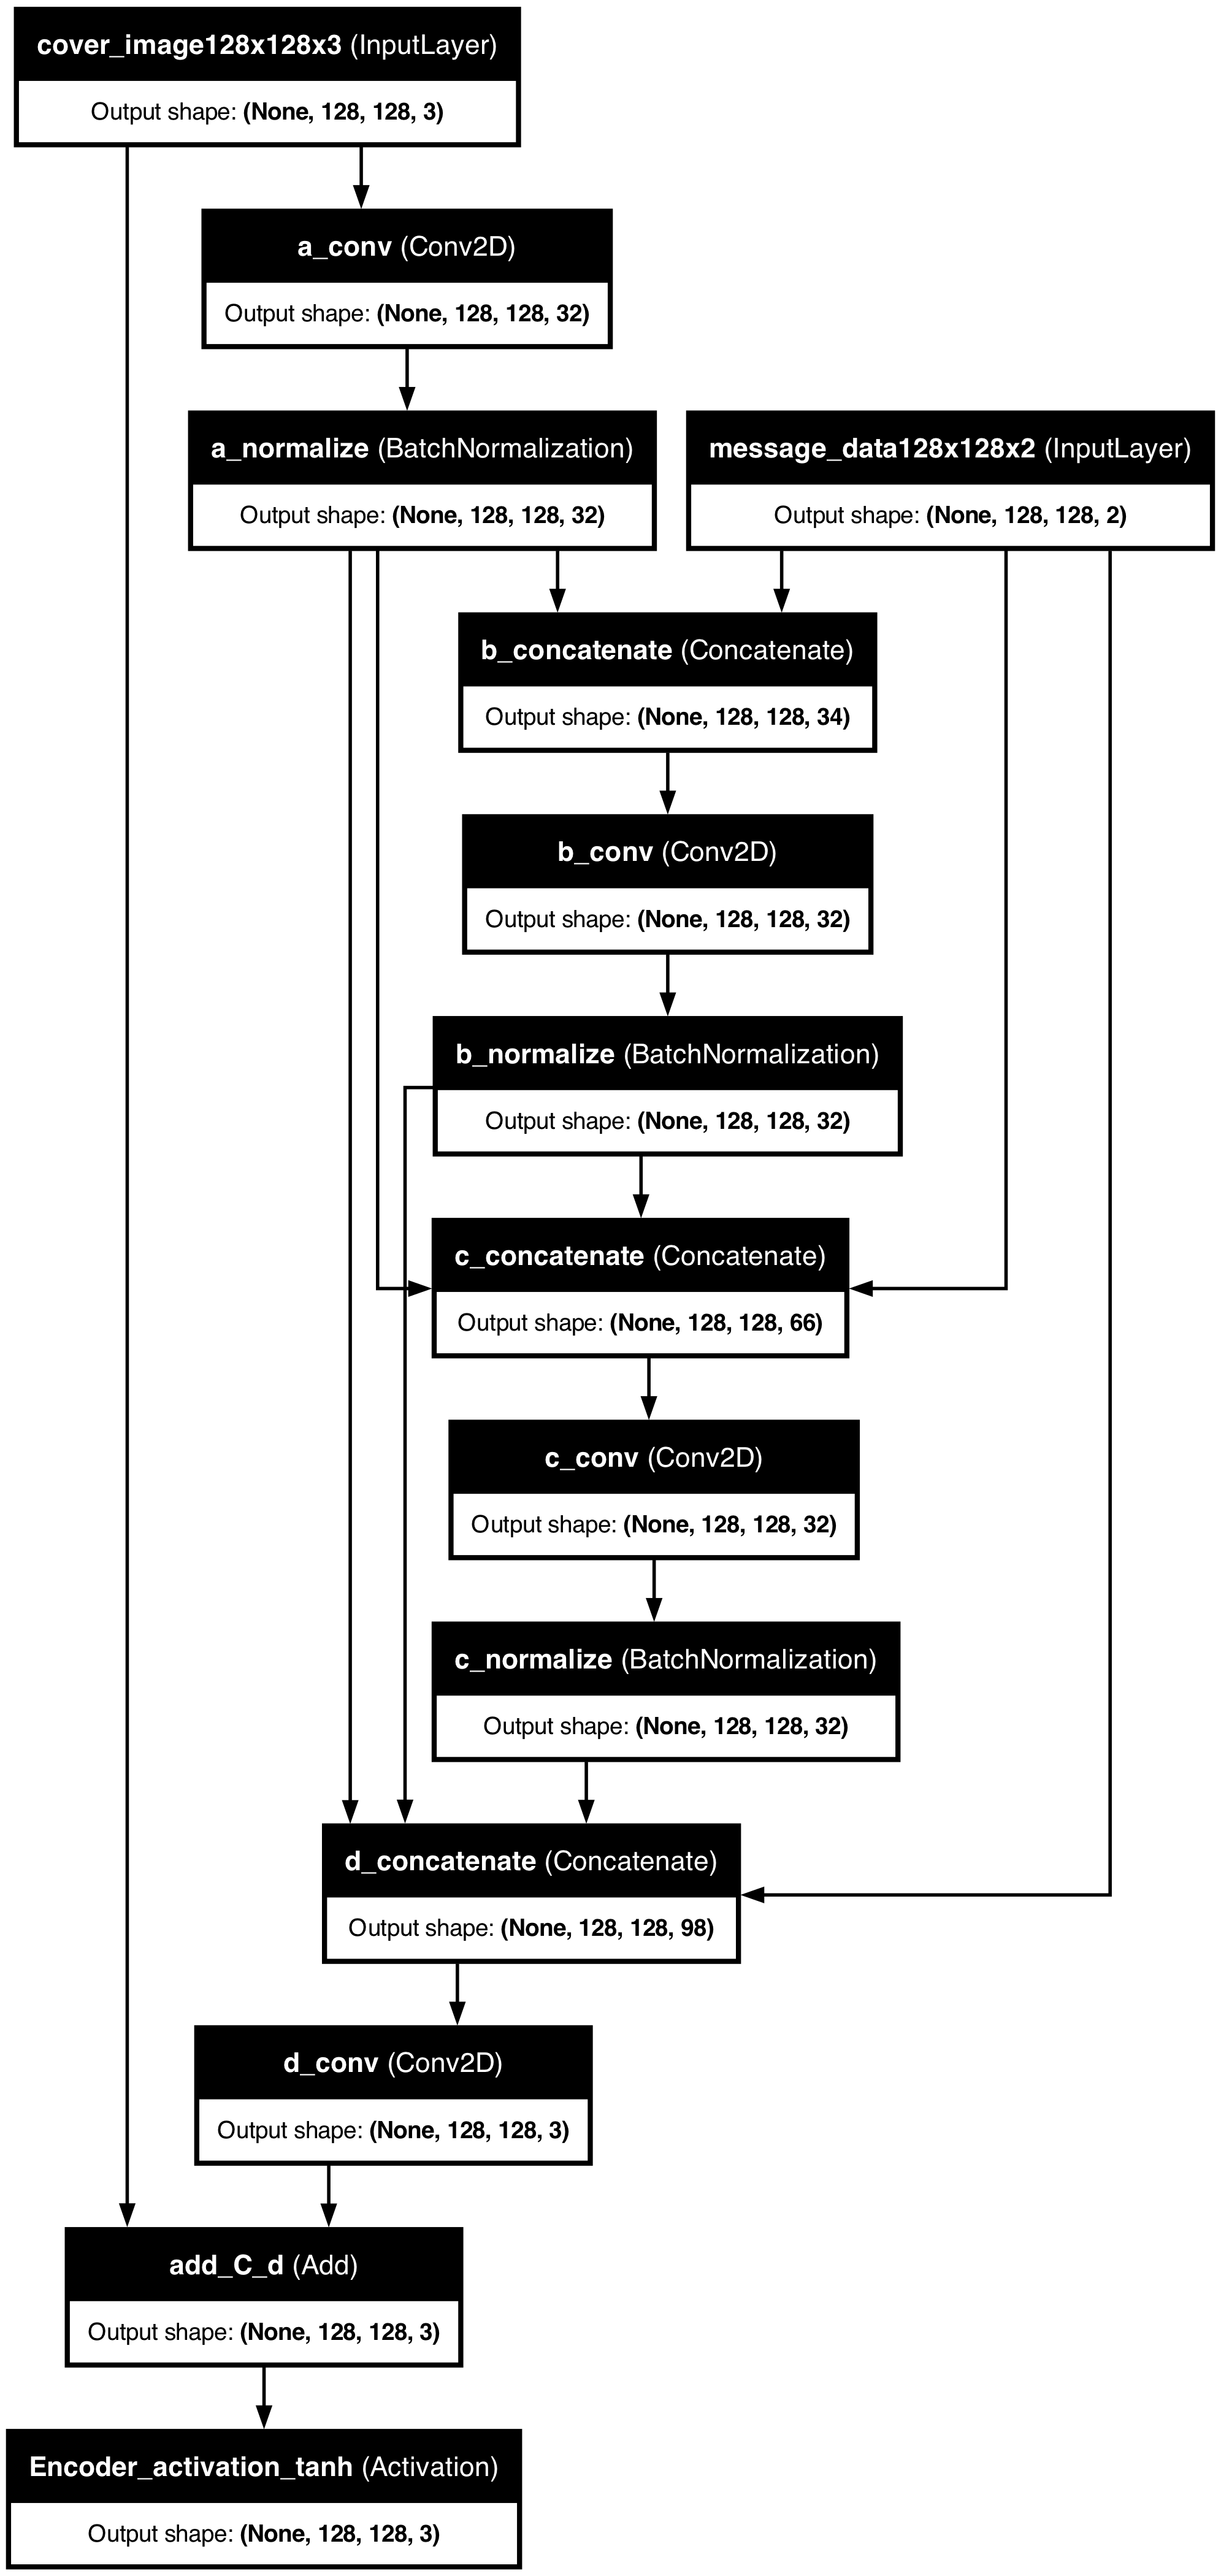 cover_image128x128x3 (InputLayer)
Output shape: (None, 128, 128, 3)
a_conv (Conv2D)
Output shape: (None, 128, 128, 32)
a_normalize (BatchNormalization)
Output shape: (None, 128, 128, 32)
message_data128x128x2 (InputLayer)
Output shape: (None, 128, 128, 2)
b_concatenate (Concatenate)
Output shape: (None, 128, 128, 34)
b_conv (Conv2D)
Output shape: (None, 128, 128, 32)
b_normalize (BatchNormalization)
Output shape: (None, 128, 128, 32)
c_concatenate (Concatenate)
Output shape: (None, 128, 128, 66)
c_conv (Conv2D)
Output shape: (None, 128, 128, 32)
c_normalize (BatchNormalization)
Output shape: (None, 128, 128, 32)
d_concatenate (Concatenate)
Output shape: (None, 128, 128, 98)
d_conv (Conv2D)
Output shape: (None, 128, 128, 3)
add_C_d (Add)
Output shape: (None, 128, 128, 3)
Encoder_activation_tanh (Activation)
Output shape: (None, 128, 128, 3)